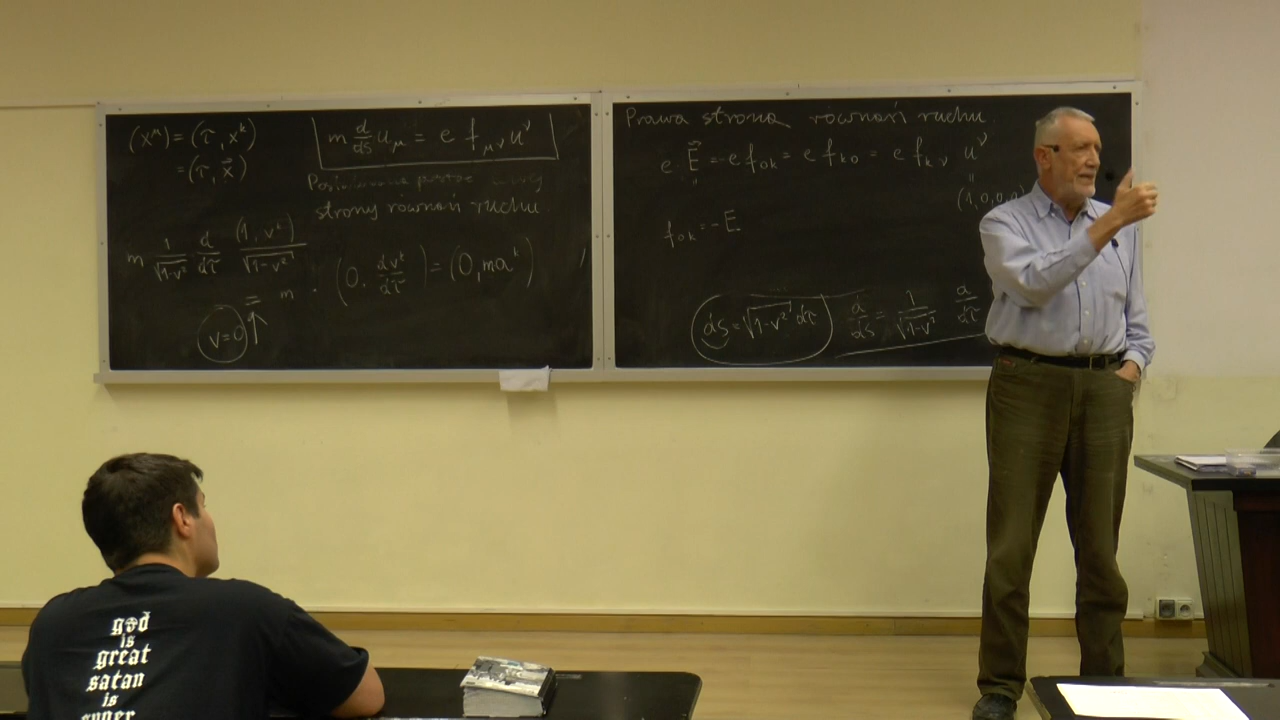 (x^μ) = (τ, x^k)
= (τ, x⃗)
m d/ds u_μ = e f_μν u^ν
strony równań ruchu.
m 1/√(1-v²) d/dτ (1, v^k)/√(1-v²)
= m · (0, dv^k/dτ) = (0, ma^k)
v=0
Prawa strona równań ruchu.
e E⃗ = -e f_0k = e f_k0 = e f_kν u^ν
(1,0,0,0)
f_0k = -E
ds = √(1-v²) dτ
d/ds = 1/√(1-v²) d/dτ
god
is
great
satan
is